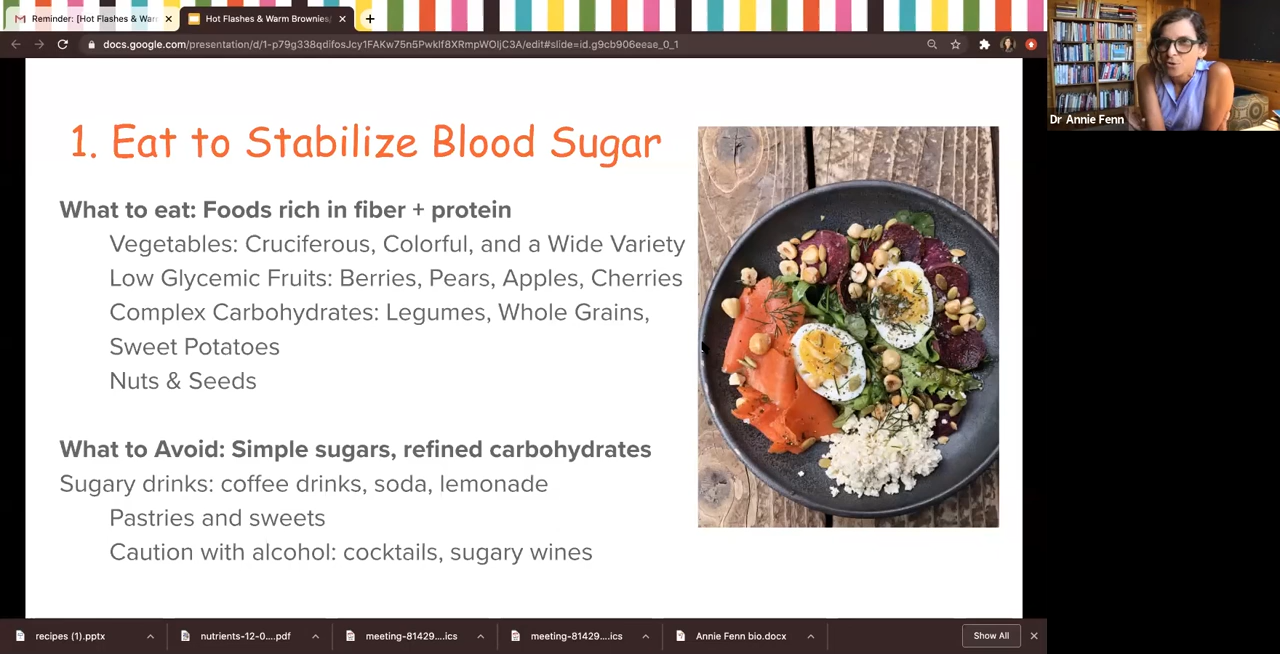 Reminder: [Hot Flashes & War
Hot Flashes & Warm Brownies/
docs.google.com/presentation/d/1-p79g338qdifosJcy1FAKw75n5PwkIf8XRmpWOIjC3A/edit#slide=id.g9cb906eeae_0_1
Dr Annie Fenn
1. Eat to Stabilize Blood Sugar
What to eat: Foods rich in fiber + protein
Vegetables: Cruciferous, Colorful, and a Wide Variety
Low Glycemic Fruits: Berries, Pears, Apples, Cherries
Complex Carbohydrates: Legumes, Whole Grains,
Sweet Potatoes
Nuts & Seeds
What to Avoid: Simple sugars, refined carbohydrates
Sugary drinks: coffee drinks, soda, lemonade
Pastries and sweets
Caution with alcohol: cocktails, sugary wines
recipes (1).pptx
nutrients-12-0....pdf
meeting-81429....ics
meeting-81429....ics
Annie Fenn bio.docx
Show All